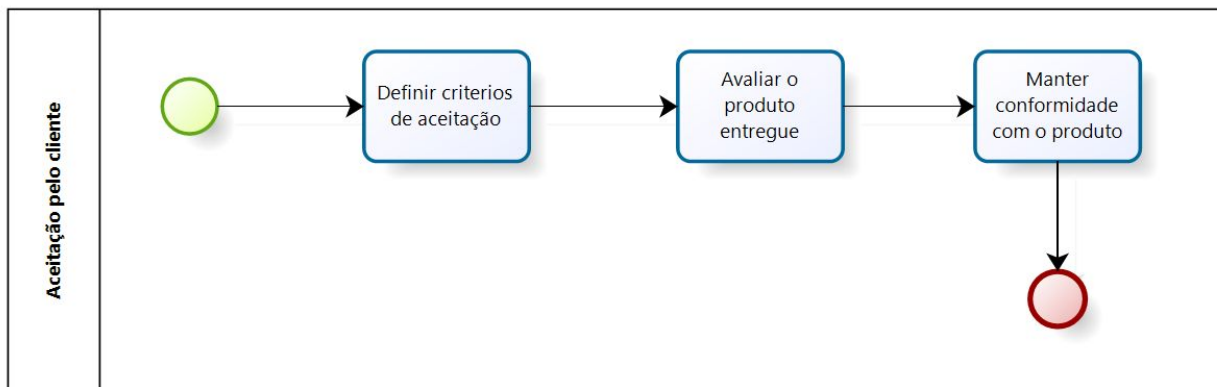 Aceitação pelo cliente
Definir criterios
de aceitação
Avaliar o
produto
entregue
Manter
conformidade
com o produto